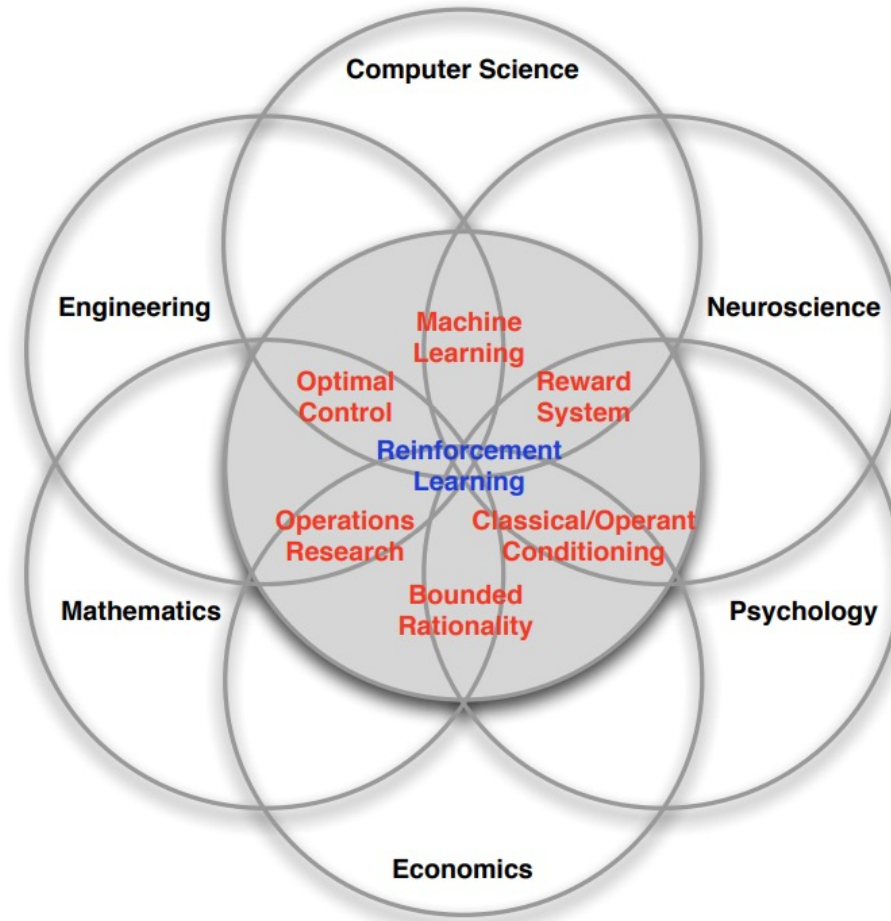 Computer Science
Engineering
Neuroscience
Machine
Learning
Optimal
Control
Reward
System
Reinforcement
Learning
Operations
Research
Classical/Operant
Conditioning
Bounded
Rationality
Mathematics
Psychology
Economics